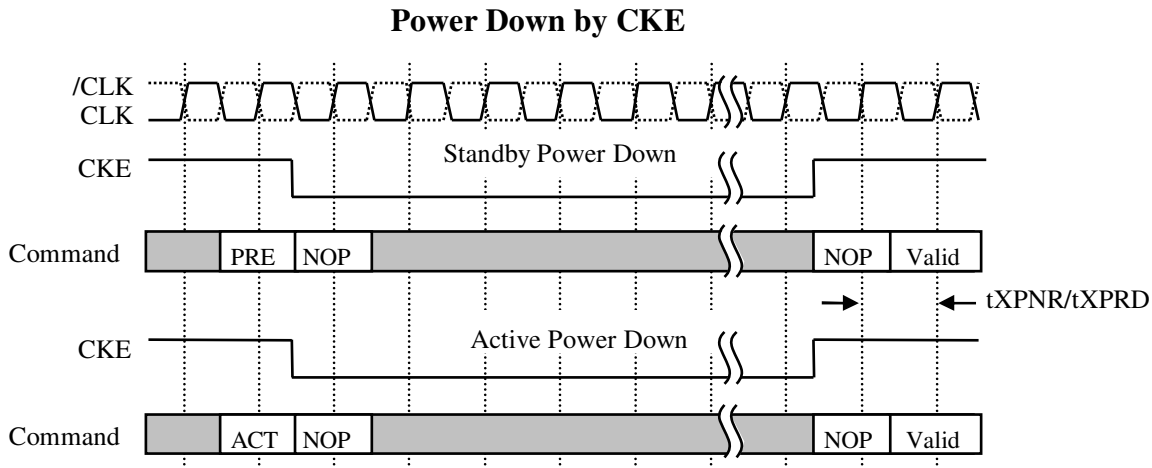 Power Down by CKE
/CLK
CLK
Standby Power Down
CKE
Command
PRE NOP NOP Valid
tXPNR/tXPRD
Active Power Down
CKE
Command
ACT NOP NOP Valid